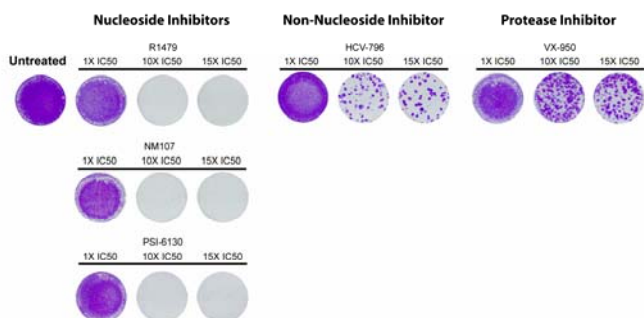 Nucleoside Inhibitors Non-Nucleoside Inhibitor Protease Inhibitor
R1479 HCV-796 VX-950
Untreated 1X IC50 10X IC50 15X IC50 1X IC50 10X IC50 15X IC50 1X IC50 10X IC50 15X IC50
NM107
1X IC50 10X IC50 15X IC50
PSI-6130
1X IC50 10X IC50 15X IC50